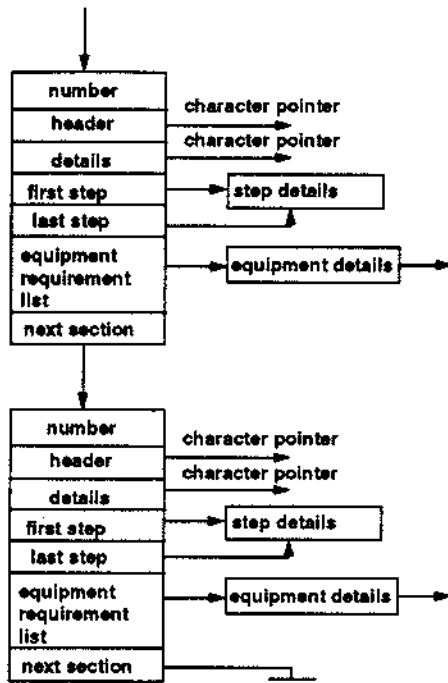 number
character pointer
header
character pointer
details
first step
step details
last step
equipment
requirement
list
equipment details
next section
number
character pointer
header
character pointer
details
first step
step details
last step
equipment
requirement
list
equipment details
next section